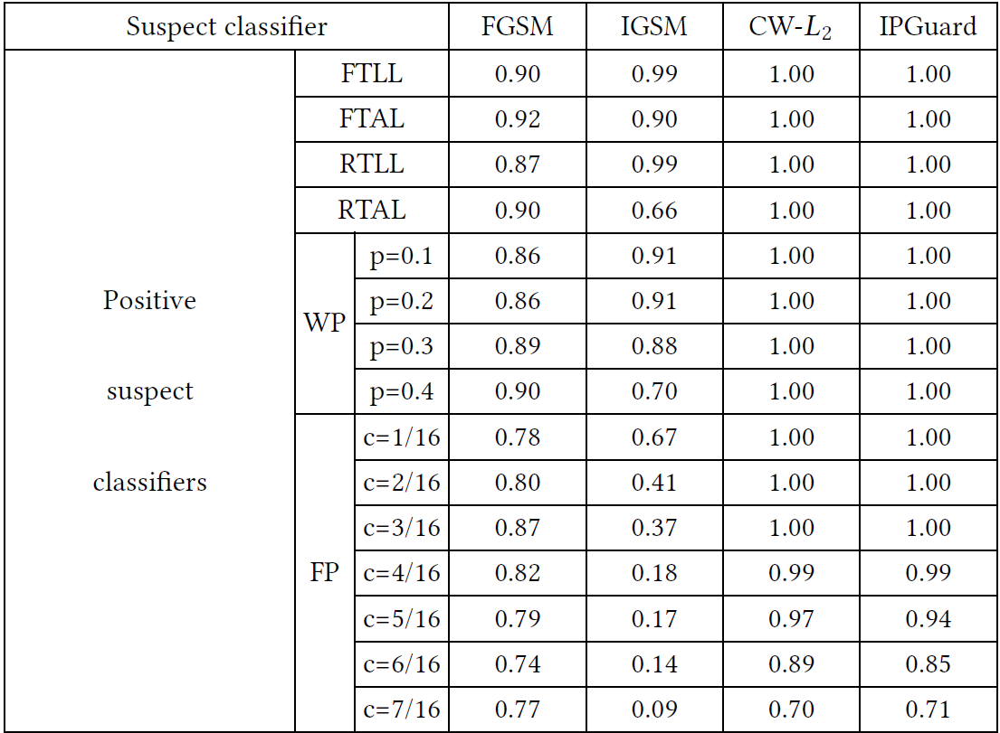 Suspect classifier FGSM IGSM CW-L2 IPGuard
FTLL 0.90 0.99 1.00 1.00
FTAL 0.92 0.90 1.00 1.00
RTLL 0.87 0.99 1.00 1.00
RTAL 0.90 0.66 1.00 1.00
p=0.1 0.86 0.91 1.00 1.00
Positive p=0.2 0.86 0.91 1.00 1.00
WP
p=0.3 0.89 0.88 1.00 1.00
suspect p=0.4 0.90 0.70 1.00 1.00
c=1/16 0.78 0.67 1.00 1.00
classifiers c=2/16 0.80 0.41 1.00 1.00
c=3/16 0.87 0.37 1.00 1.00
FP c=4/16 0.82 0.18 0.99 0.99
c=5/16 0.79 0.17 0.97 0.94
c=6/16 0.74 0.14 0.89 0.85
c=7/16 0.77 0.09 0.70 0.71